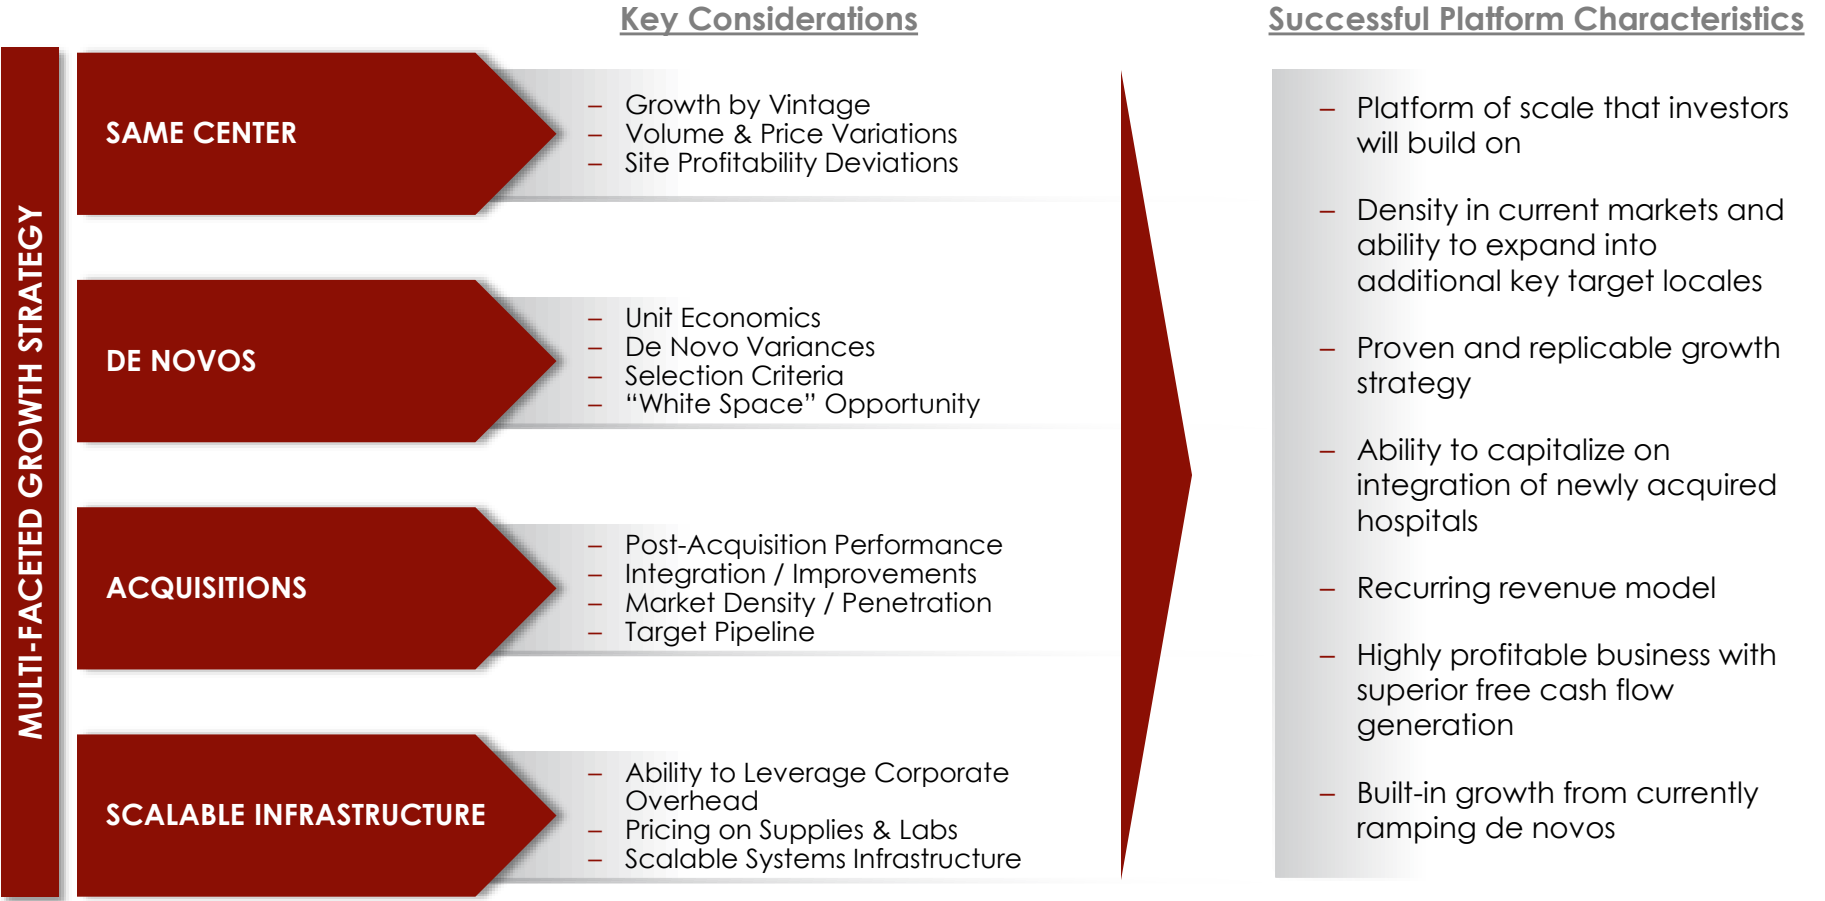 Key Considerations
Successful Platform Characteristics
MULTI-FACETED GROWTH STRATEGY
SAME CENTER
– Growth by Vintage
– Volume & Price Variations
– Site Profitability Deviations
DE NOVOS
– Unit Economics
– De Novo Variances
– Selection Criteria
– “White Space” Opportunity
ACQUISITIONS
– Post-Acquisition Performance
– Integration / Improvements
– Market Density / Penetration
– Target Pipeline
SCALABLE INFRASTRUCTURE
– Ability to Leverage Corporate
Overhead
– Pricing on Supplies & Labs
– Scalable Systems Infrastructure
– Platform of scale that investors
will build on
– Density in current markets and
ability to expand into
additional key target locales
– Proven and replicable growth
strategy
– Ability to capitalize on
integration of newly acquired
hospitals
– Recurring revenue model
– Highly profitable business with
superior free cash flow
generation
– Built-in growth from currently
ramping de novos